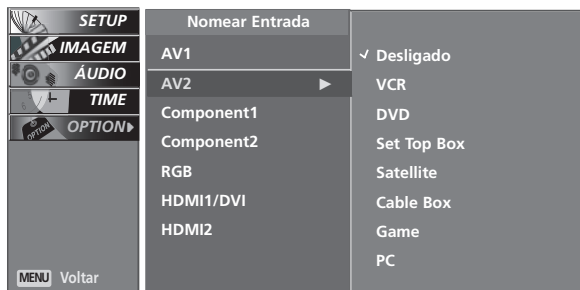 SETUP
IMAGEM
ÁUDIO
TIME
OPTION
OPTION
MENU Voltar
Nomear Entrada
AV1
AV2
Component1
Component2
RGB
HDMI1/DVI
HDMI2
Desligado
VCR
DVD
Set Top Box
Satellite
Cable Box
Game
PC